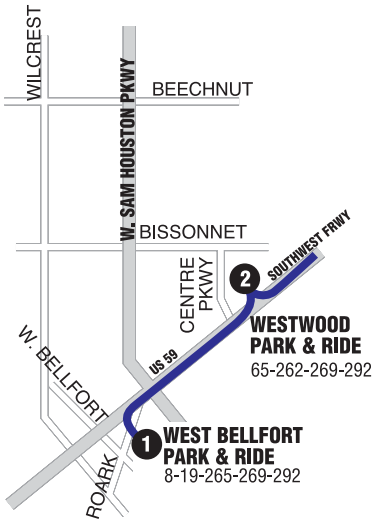 WILCREST
W. SAM HOUSTON PKWY
BEECHNUT
BISSONNET
SOUTHWEST FRWY
CENTRE
PKWY
2
WESTWOOD
PARK & RIDE
65-262-269-292
US 59
W. BELLFORT
1
WEST BELLFORT
PARK & RIDE
8-19-265-269-292
ROARK